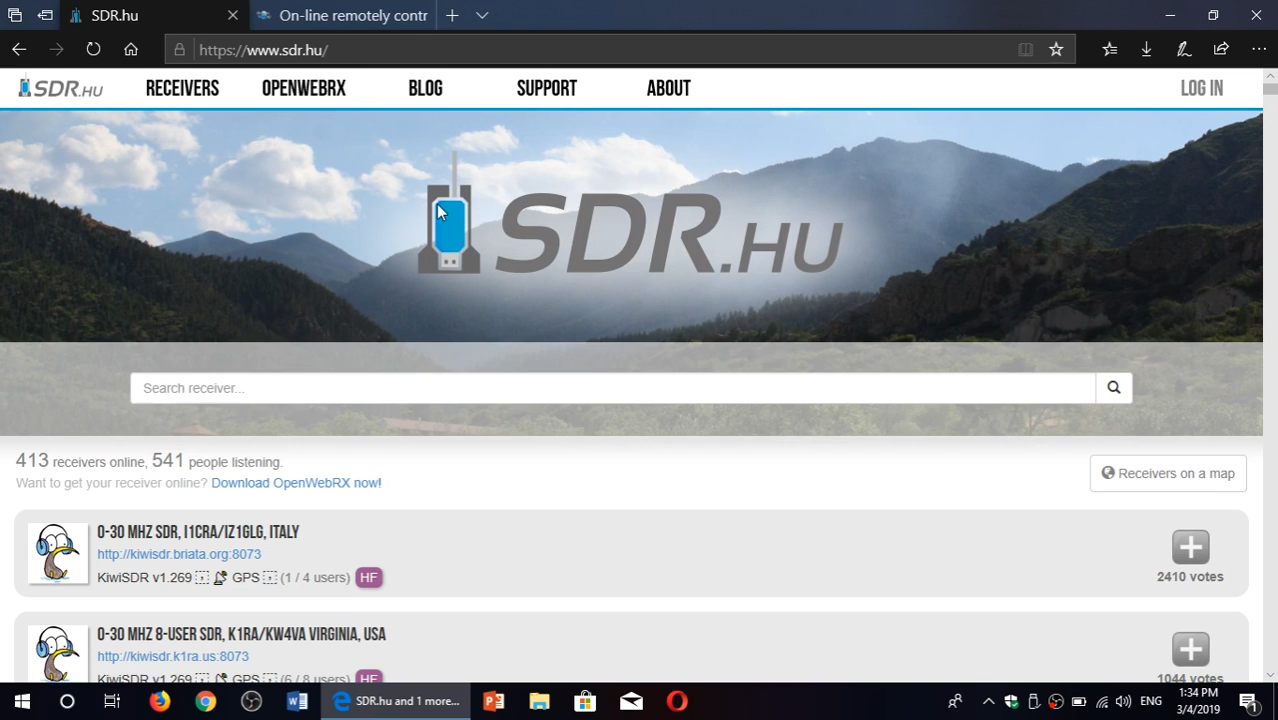 SDR.hu
On-line remotely contr
https://www.sdr.hu/
SDR.HU
RECEIVERS
OPENWEBRX
BLOG
SUPPORT
ABOUT
LOG IN
SDR.HU
Search receiver...
413 receivers online, 541 people listening.
Want to get your receiver online? Download OpenWebRX now!
Receivers on a map
0-30 MHZ SDR, I1CRA/IZ1GLG, ITALY
http://kiwisdr.briata.org:8073
KiwiSDR v1.269 GPS (1 / 4 users) HF
2410 votes
0-30 MHZ 8-USER SDR, K1RA/KW4VA VIRGINIA, USA
http://kiwisdr.k1ra.us:8073
KiwiSDR v1.269 GPS (6 / 8 users) HF
1044 votes
SDR.hu and 1 more...
ENG
1:34 PM
3/4/2019
1